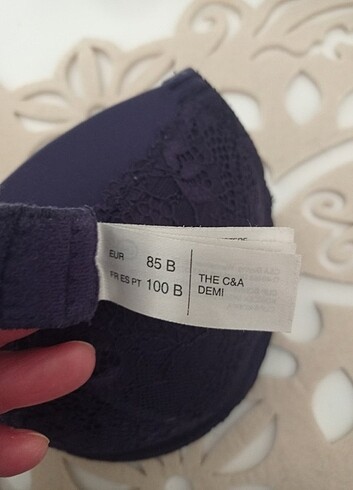 EUR 85 B
FR ES PT 100 B
THE C&A
DEMI